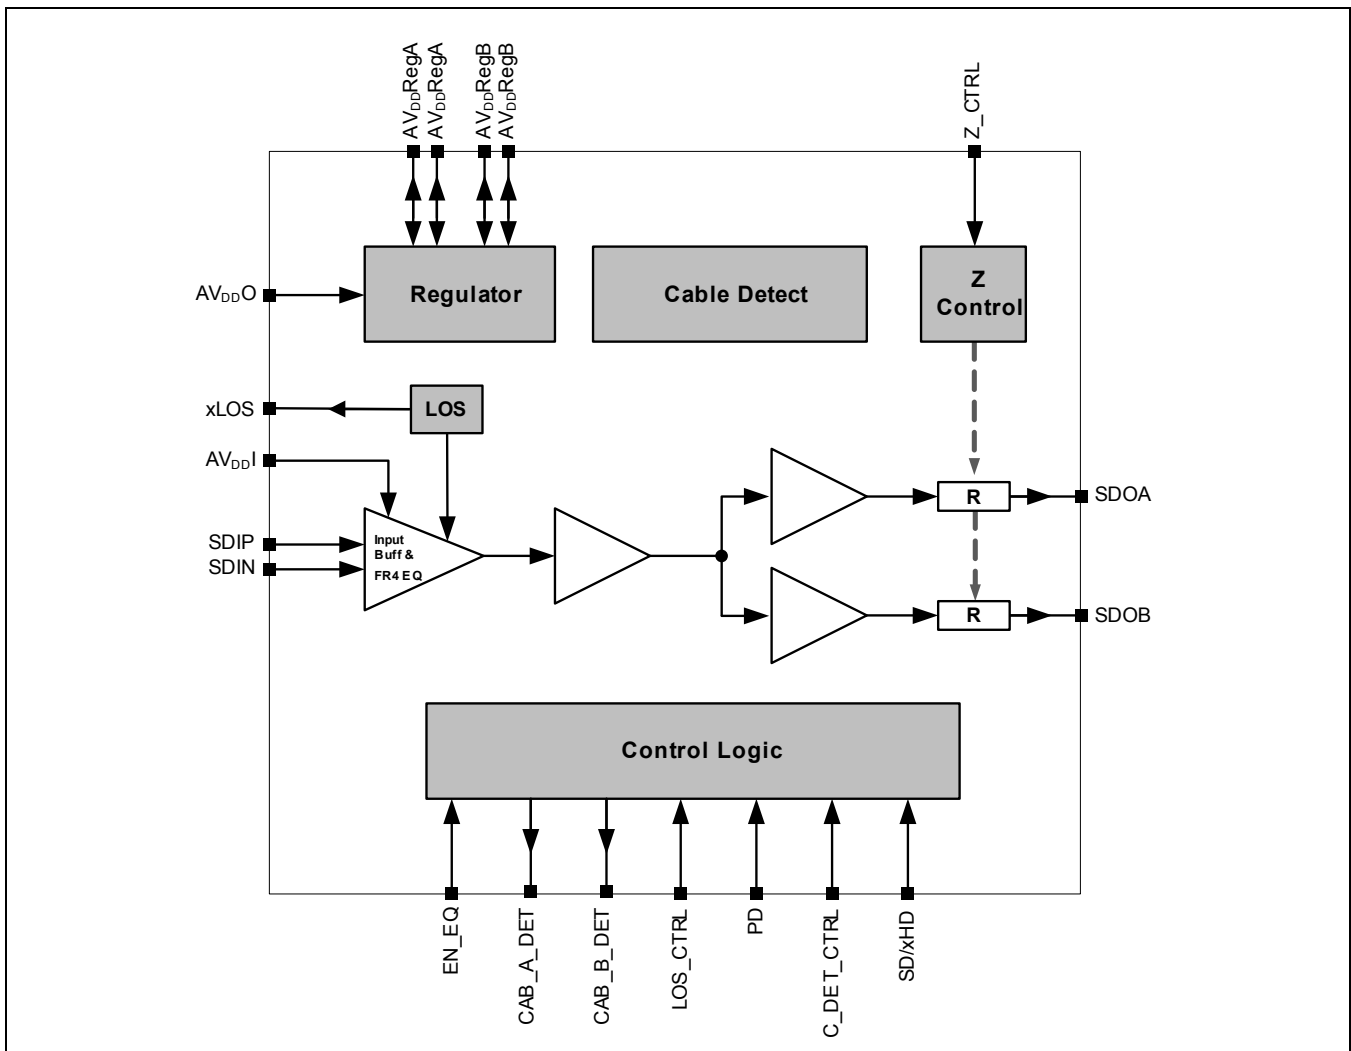 AVDDRegA
AVDDRegA
AVDDRegB
AVDDRegB
Z_CTRL
AVDDO
Regulator
Cable Detect
Z
Control
xLOS
LOS
AVDDI
SDIP
SDIN
Input
Buff &
FR4 EQ
R
SDOA
R
SDOB
Control Logic
EN_EQ
CAB_A_DET
CAB_B_DET
LOS_CTRL
PD
C_DET_CTRL
SD/xHD